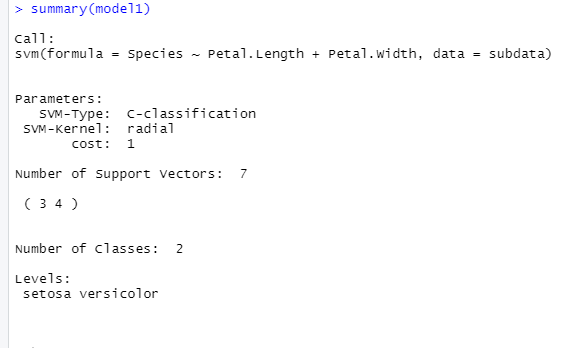 > summary(model1)
Call:
svm(formula = Species ~ Petal.Length + Petal.Width, data = subdata)
Parameters:
SVM-Type:  C-classification
SVM-Kernel:  radial
cost:  1
Number of Support Vectors:  7
( 3 4 )
Number of Classes:  2
Levels:
setosa versicolor